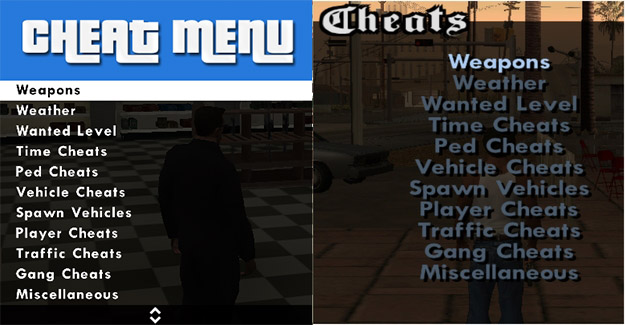 CHEAT MENU
Weapons
Weather
Wanted Level
Time Cheats
Ped Cheats
Vehicle Cheats
Spawn Vehicles
Player Cheats
Traffic Cheats
Gang Cheats
Miscellaneous
Cheats
Weapons
Weather
Wanted Level
Time Cheats
Ped Cheats
Vehicle Cheats
Spawn Vehicles
Player Cheats
Traffic Cheats
Gang Cheats
Miscellaneous